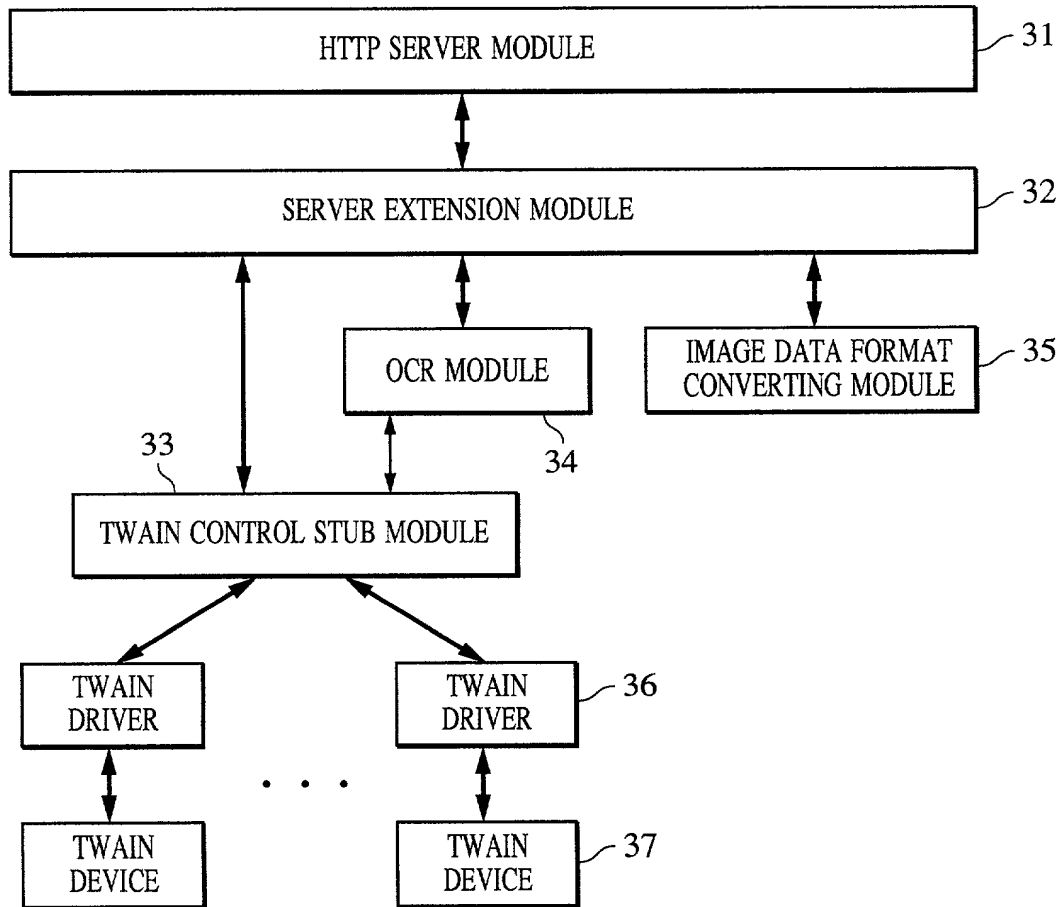 HTTP SERVER MODULE
31
SERVER EXTENSION MODULE
32
OCR MODULE
34
IMAGE DATA FORMAT
CONVERTING MODULE
35
33
TWAIN CONTROL STUB MODULE
TWAIN
DRIVER
TWAIN
DRIVER
36
TWAIN
DEVICE
TWAIN
DEVICE
37